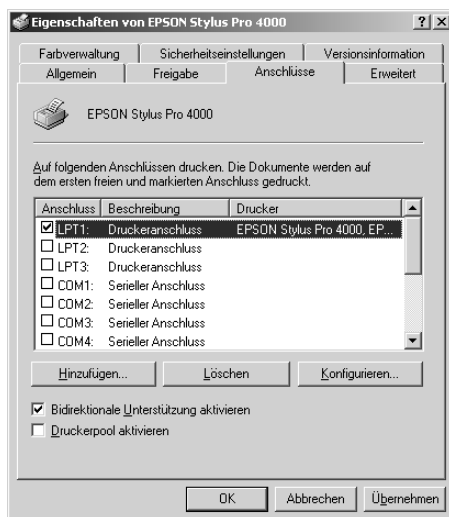 Eigenschaften von EPSON Stylus Pro 4000
Farbverwaltung Sicherheitseinstellungen Versionsinformation
Allgemein Freigabe Anschlüsse Erweitert
EPSON Stylus Pro 4000
Auf folgenden Anschlüssen drucken. Die Dokumente werden auf
dem ersten freien und markierten Anschluss gedruckt.
Anschluss Beschreibung Drucker
LPT1: Druckeranschluss EPSON Stylus Pro 4000, EP...
LPT2: Druckeranschluss
LPT3: Druckeranschluss
COM1: Serieller Anschluss
COM2: Serieller Anschluss
COM3: Serieller Anschluss
COM4: Serieller Anschluss
Hinzufügen... Löschen Konfigurieren...
Bidirektionale Unterstützung aktivieren
Druckerpool aktivieren
OK Abbrechen Übernehmen